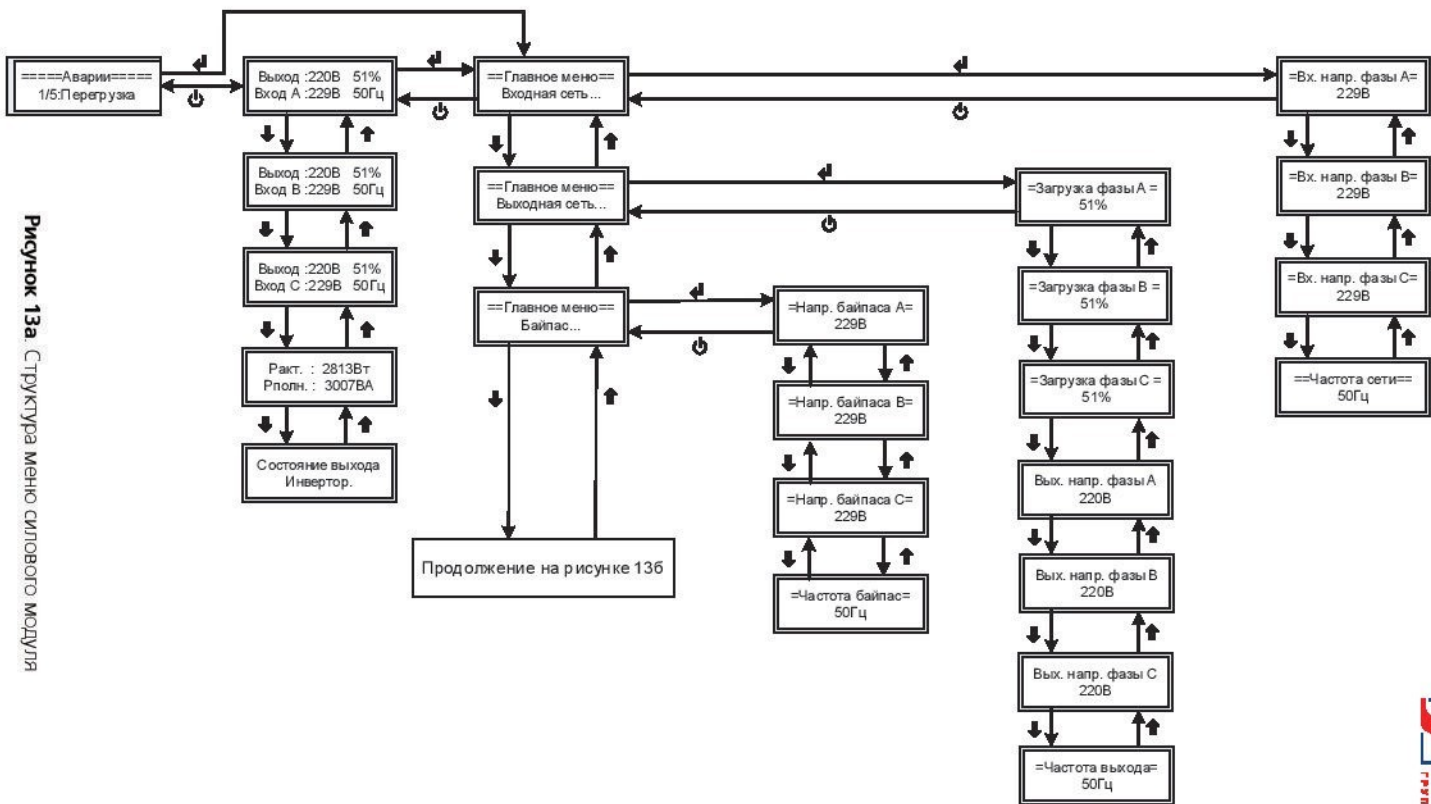 =====Аварии=====
1/5:Перегрузка
Выход :220В 51%
Вход А :229В 50Гц
Выход :220В 51%
Вход В :229В 50Гц
Выход :220В 51%
Вход С :229В 50Гц
Ракт. : 2813Вт
Рполн. : 3007ВА
Состояние выхода
Инвертор.
==Главное меню==
Входная сеть...
==Главное меню==
Выходная сеть...
==Главное меню==
Байпас...
Продолжение на рисунке 13б
=Напр. байпаса А=
229В
=Напр. байпаса В=
229В
=Напр. байпаса С=
229В
=Частота байпас=
50Гц
=Загрузка фазы А =
51%
=Загрузка фазы В =
51%
=Загрузка фазы С =
51%
Вых. напр. фазы А
220В
Вых. напр. фазы В
220В
Вых. напр. фазы С
220В
=Частота выхода=
50Гц
=Вх. напр. фазы А=
229В
=Вх. напр. фазы В=
229В
=Вх. напр. фазы С=
229В
==Частота сети==
50Гц
Рисунок 13а. Структура меню силового модуля